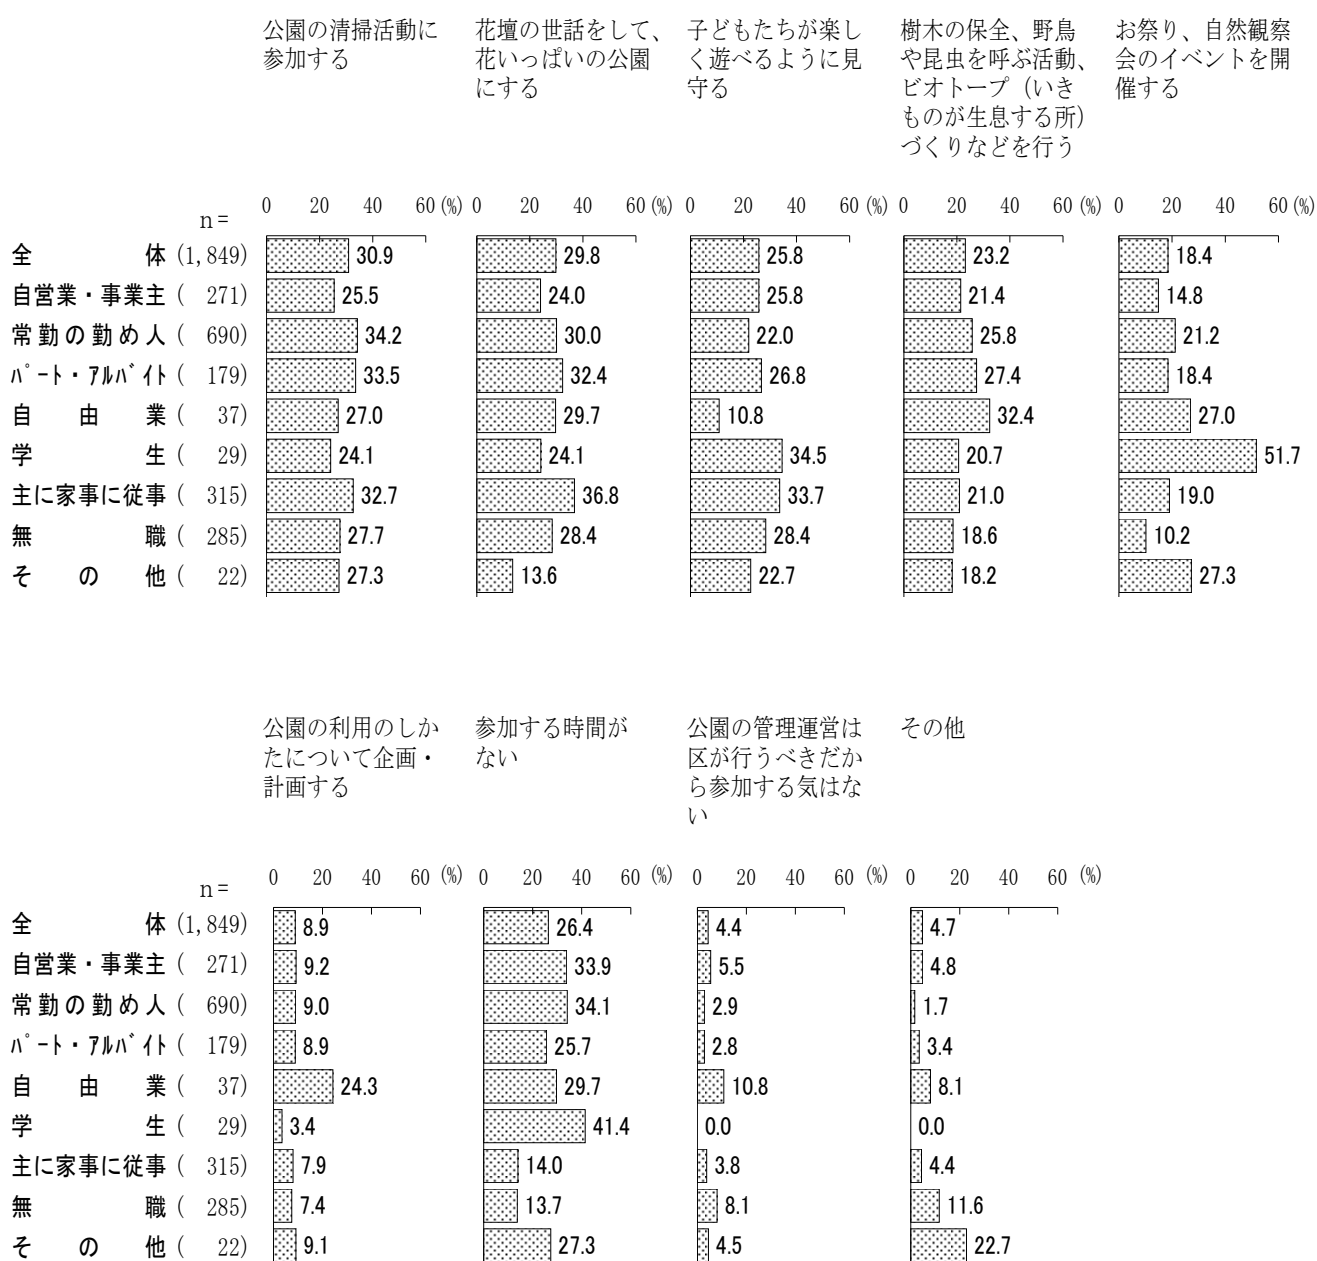 公園の清掃活動に
参加する
花壇の世話をして、
花いっぱいの公園
にする
子どもたちが楽し
く遊べるように見
守る
樹木の保全、野鳥
や昆虫を呼ぶ活動、
ビオトープ（いき
ものが生息する所）
づくりなどを行う
お祭り、自然観察
会のイベントを開
催する
n= 0 20 40 60 (%) 0 20 40 60 (%) 0 20 40 60 (%) 0 20 40 60 (%) 0 20 40 60 (%)
全体 (1,849) 30.9 29.8 25.8 23.2 18.4
自営業・事業主 ( 271) 25.5 24.0 25.8 21.4 14.8
常勤の勤め人 ( 690) 34.2 30.0 22.0 25.8 21.2
ﾊﾟｰﾄ・ｱﾙﾊﾞｲﾄ ( 179) 33.5 32.4 26.8 27.4 18.4
自由業 ( 37) 27.0 29.7 10.8 32.4 27.0
学生 ( 29) 24.1 24.1 34.5 20.7 51.7
主に家事に従事 ( 315) 32.7 36.8 33.7 21.0 19.0
無職 ( 285) 27.7 28.4 28.4 18.6 10.2
その他 ( 22) 27.3 13.6 22.7 18.2 27.3
公園の利用のしか
たについて企画・
計画する
参加する時間が
ない
公園の管理運営は
区が行うべきだか
ら参加する気はな
い
その他
n= 0 20 40 60 (%) 0 20 40 60 (%) 0 20 40 60 (%) 0 20 40 60 (%)
全体 (1,849) 8.9 26.4 4.4 4.7
自営業・事業主 ( 271) 9.2 33.9 5.5 4.8
常勤の勤め人 ( 690) 9.0 34.1 2.9 1.7
ﾊﾟｰﾄ・ｱﾙﾊﾞｲﾄ ( 179) 8.9 25.7 2.8 3.4
自由業 ( 37) 24.3 29.7 10.8 8.1
学生 ( 29) 3.4 41.4 0.0 0.0
主に家事に従事 ( 315) 7.9 14.0 3.8 4.4
無職 ( 285) 7.4 13.7 8.1 11.6
その他 ( 22) 9.1 27.3 4.5 22.7